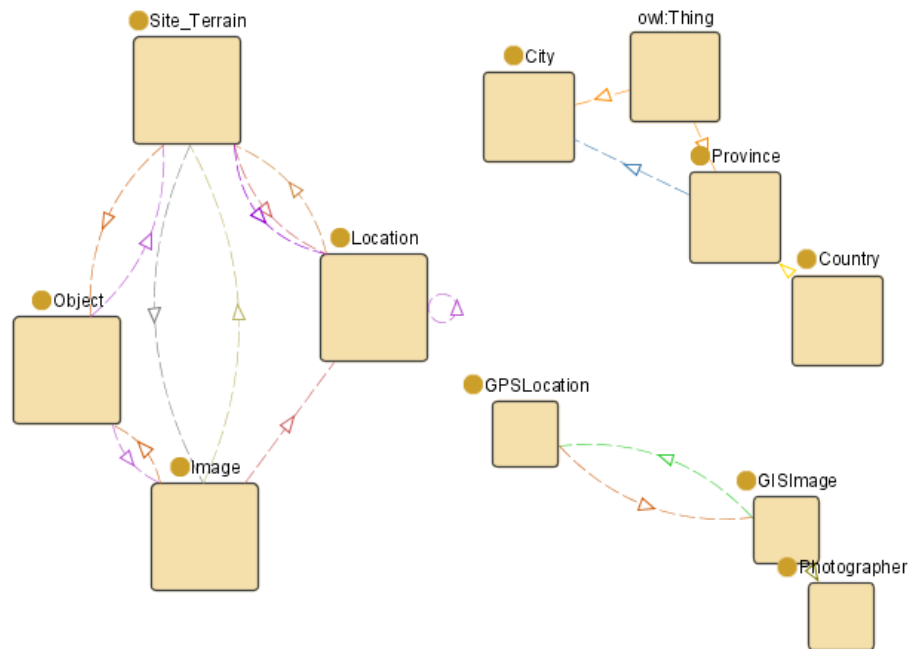 Site_Terrain
Location
Object
Image
owl:Thing
City
Province
Country
GPSLocation
GISImage
Photographer